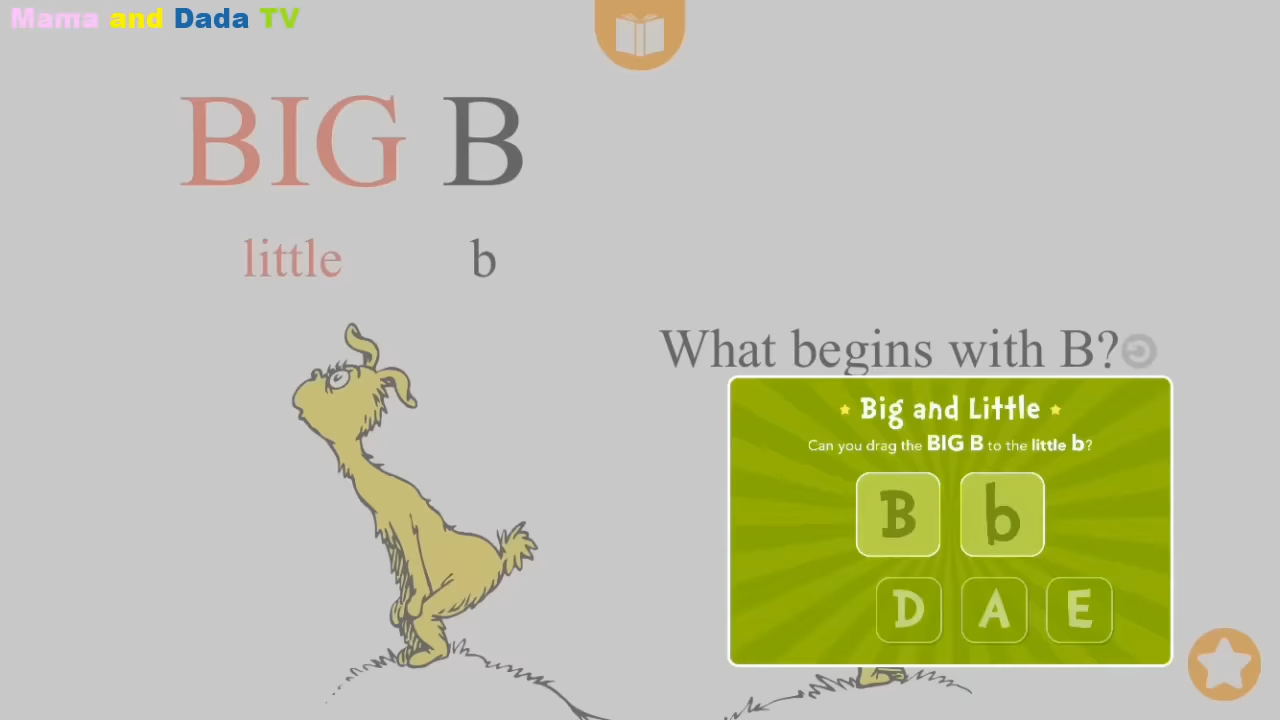 Mama and Dada TV
BIG B
little b
What begins with B?
Big and Little
Can you drag the BIG B to the little b?
B b
D A E